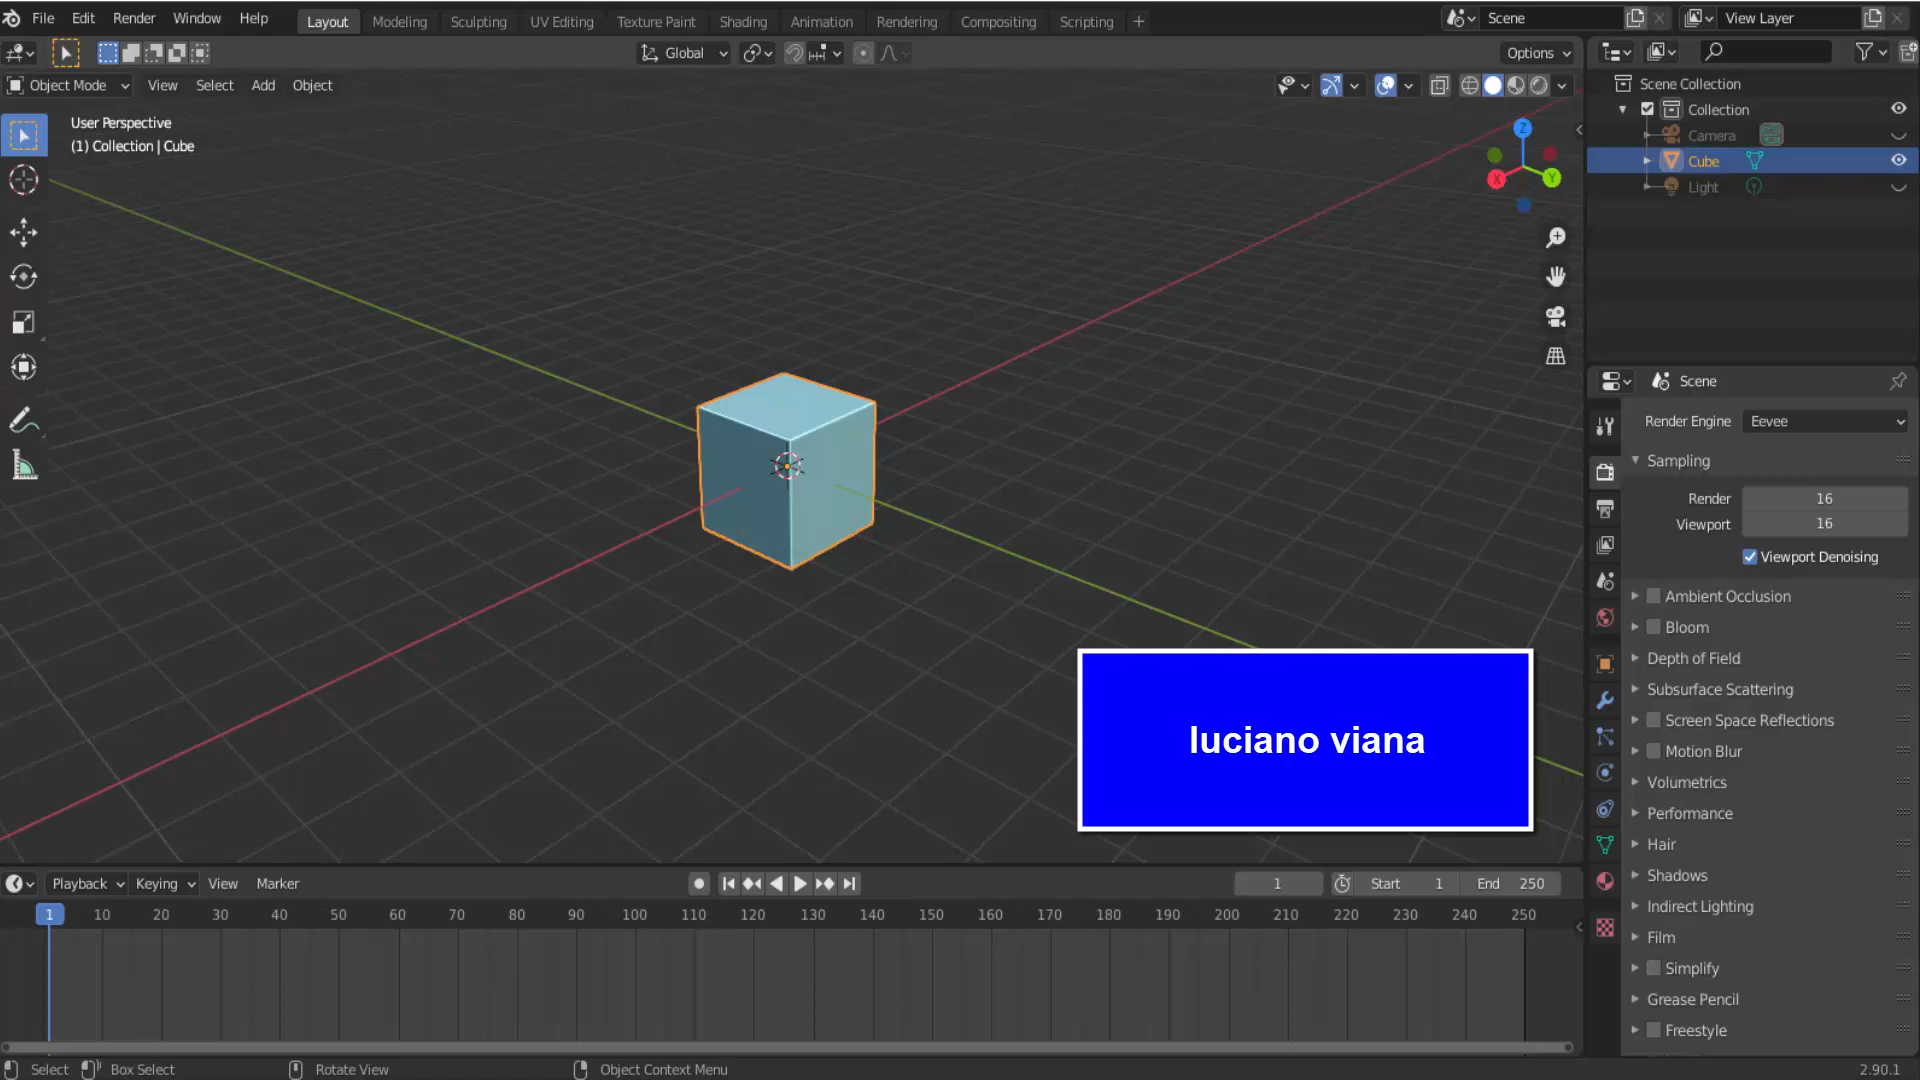 File Edit Render Window Help Layout Modeling Sculpting UV Editing Texture Paint Shading Animation Rendering Compositing Scripting + Scene View Layer
Global Options
Object Mode View Select Add Object
User Perspective
(1) Collection | Cube
Z
X
Y
Scene Collection
Collection
Camera
Cube
Light
Scene
Render Engine Eevee
Sampling
Render 16
Viewport 16
Viewport Denoising
Ambient Occlusion
Bloom
Depth of Field
Subsurface Scattering
Screen Space Reflections
Motion Blur
Volumetrics
Performance
Hair
Shadows
Indirect Lighting
Film
Simplify
Grease Pencil
Freestyle
luciano viana
Playback Keying View Marker 1 Start 1 End 250
1 10 20 30 40 50 60 70 80 90 100 110 120 130 140 150 160 170 180 190 200 210 220 230 240 250
Select Box Select Rotate View Object Context Menu 2.90.1